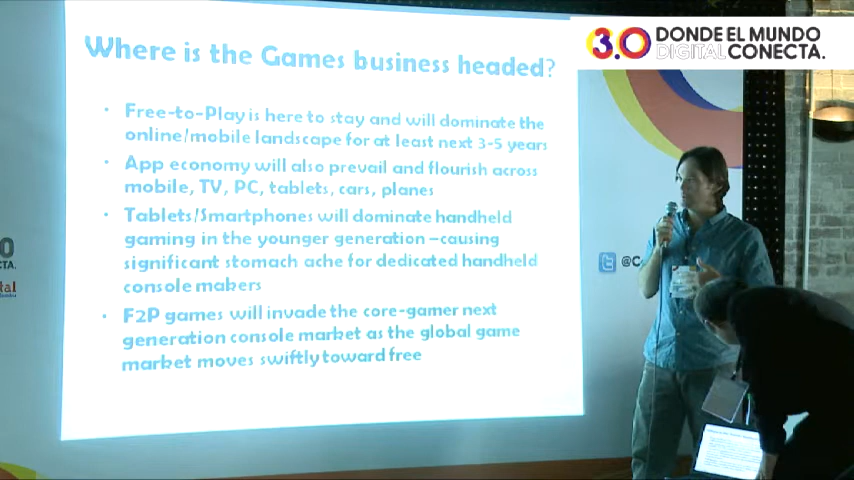 Where is the Games business headed?
• Free-to-Play is here to stay and will dominate the
online/mobile landscape for at least next 3-5 years
• App economy will also prevail and flourish across
mobile, TV, PC, tablets, cars, planes
• Tablets/Smartphones will dominate handheld
gaming in the younger generation –causing
significant stomach ache for dedicated handheld
console makers
• F2P games will invade the core-gamer next
generation console market as the global game
market moves swiftly toward free
3.0 DONDE EL MUNDO
DIGITAL CONECTA.
@C